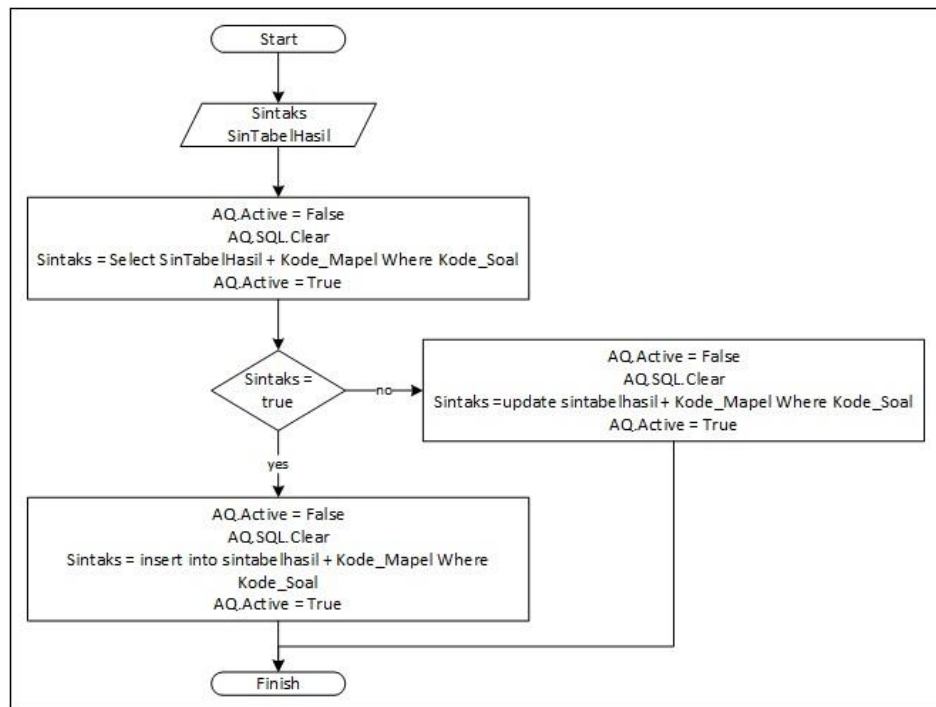 Start
Sintaks
SinTabelHasil
AQ.Active = False
AQ.SQL.Clear
Sintaks = Select SinTabelHasil + Kode_Mapel Where Kode_Soal
AQ.Active = True
Sintaks =
true
no
AQ.Active = False
AQ.SQL.Clear
Sintaks =update sintabelhasil + Kode_Mapel Where Kode_Soal
AQ.Active = True
yes
AQ.Active = False
AQ.SQL.Clear
Sintaks = insert into sintabelhasil + Kode_Mapel Where
Kode_Soal
AQ.Active = True
Finish